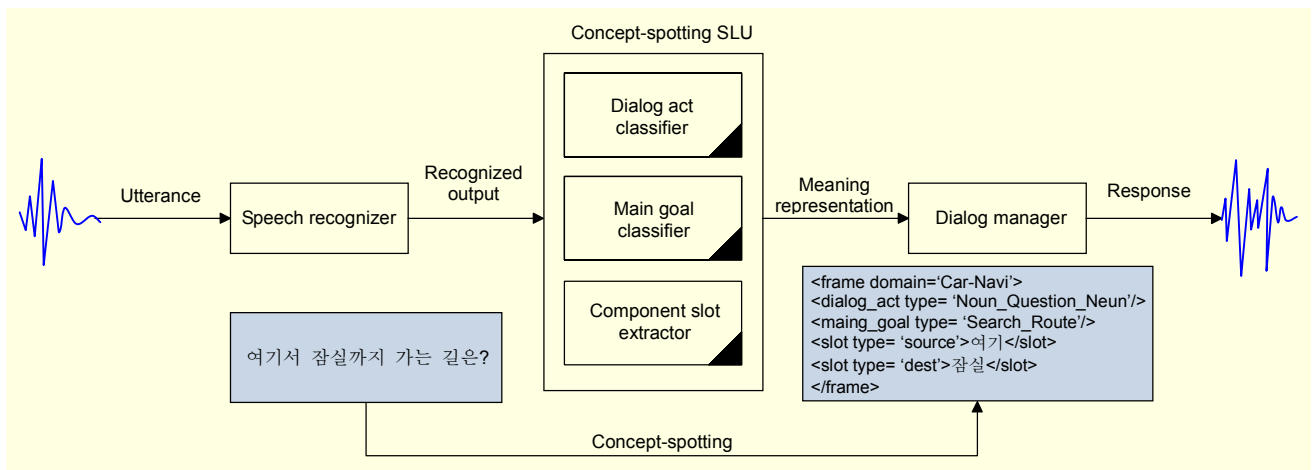 Concept-spotting SLU
Dialog act
classifier
Utterance
Speech recognizer
Recognized
output
Main goal
classifier
Meaning
representation
Dialog manager
Response
Component slot
extractor
여기서 잠실까지 가는 길은?
<frame domain=‘Car-Navi’>
<dialog_act type= ‘Noun_Question_Neun’/>
<maing_goal type= ‘Search_Route’/>
<slot type= ‘source’>여기</slot>
<slot type= ‘dest’>잠실</slot>
</frame>
Concept-spotting